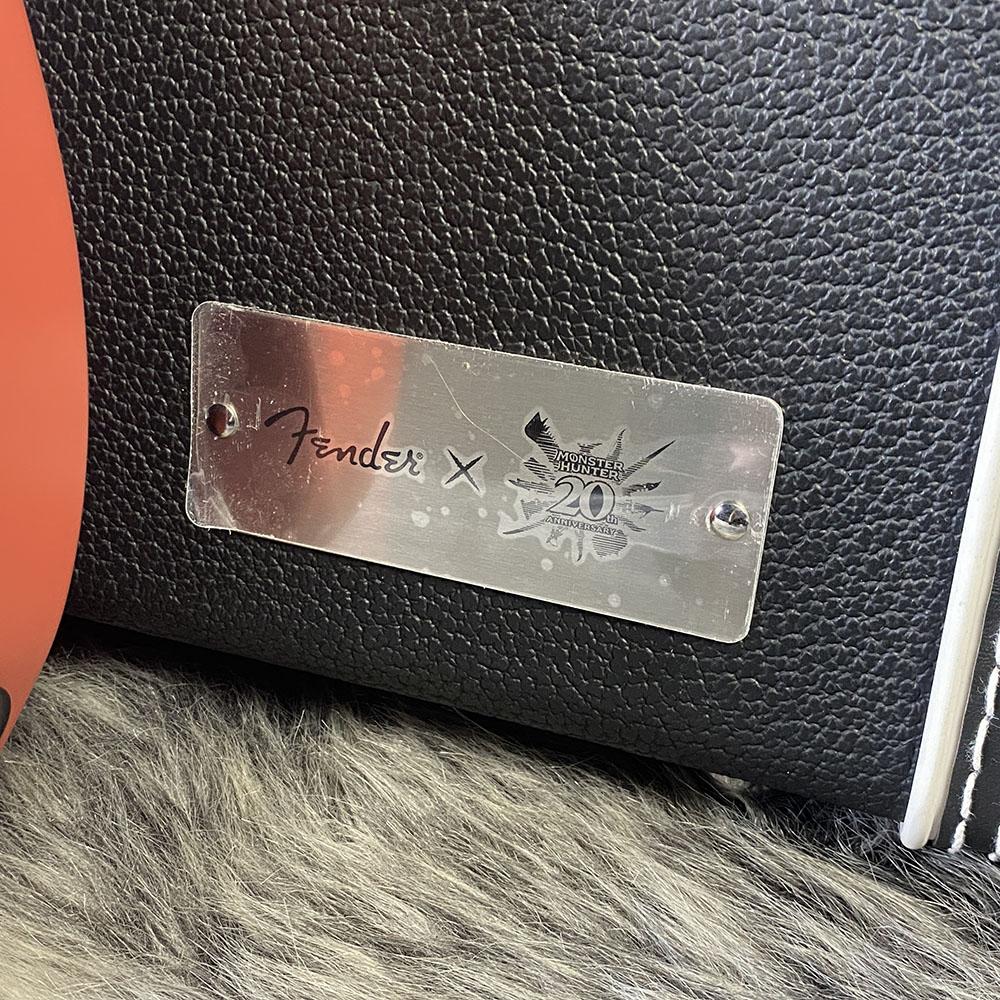 Fender® X
MONSTER
HUNTER
20th
ANNIVERSARY